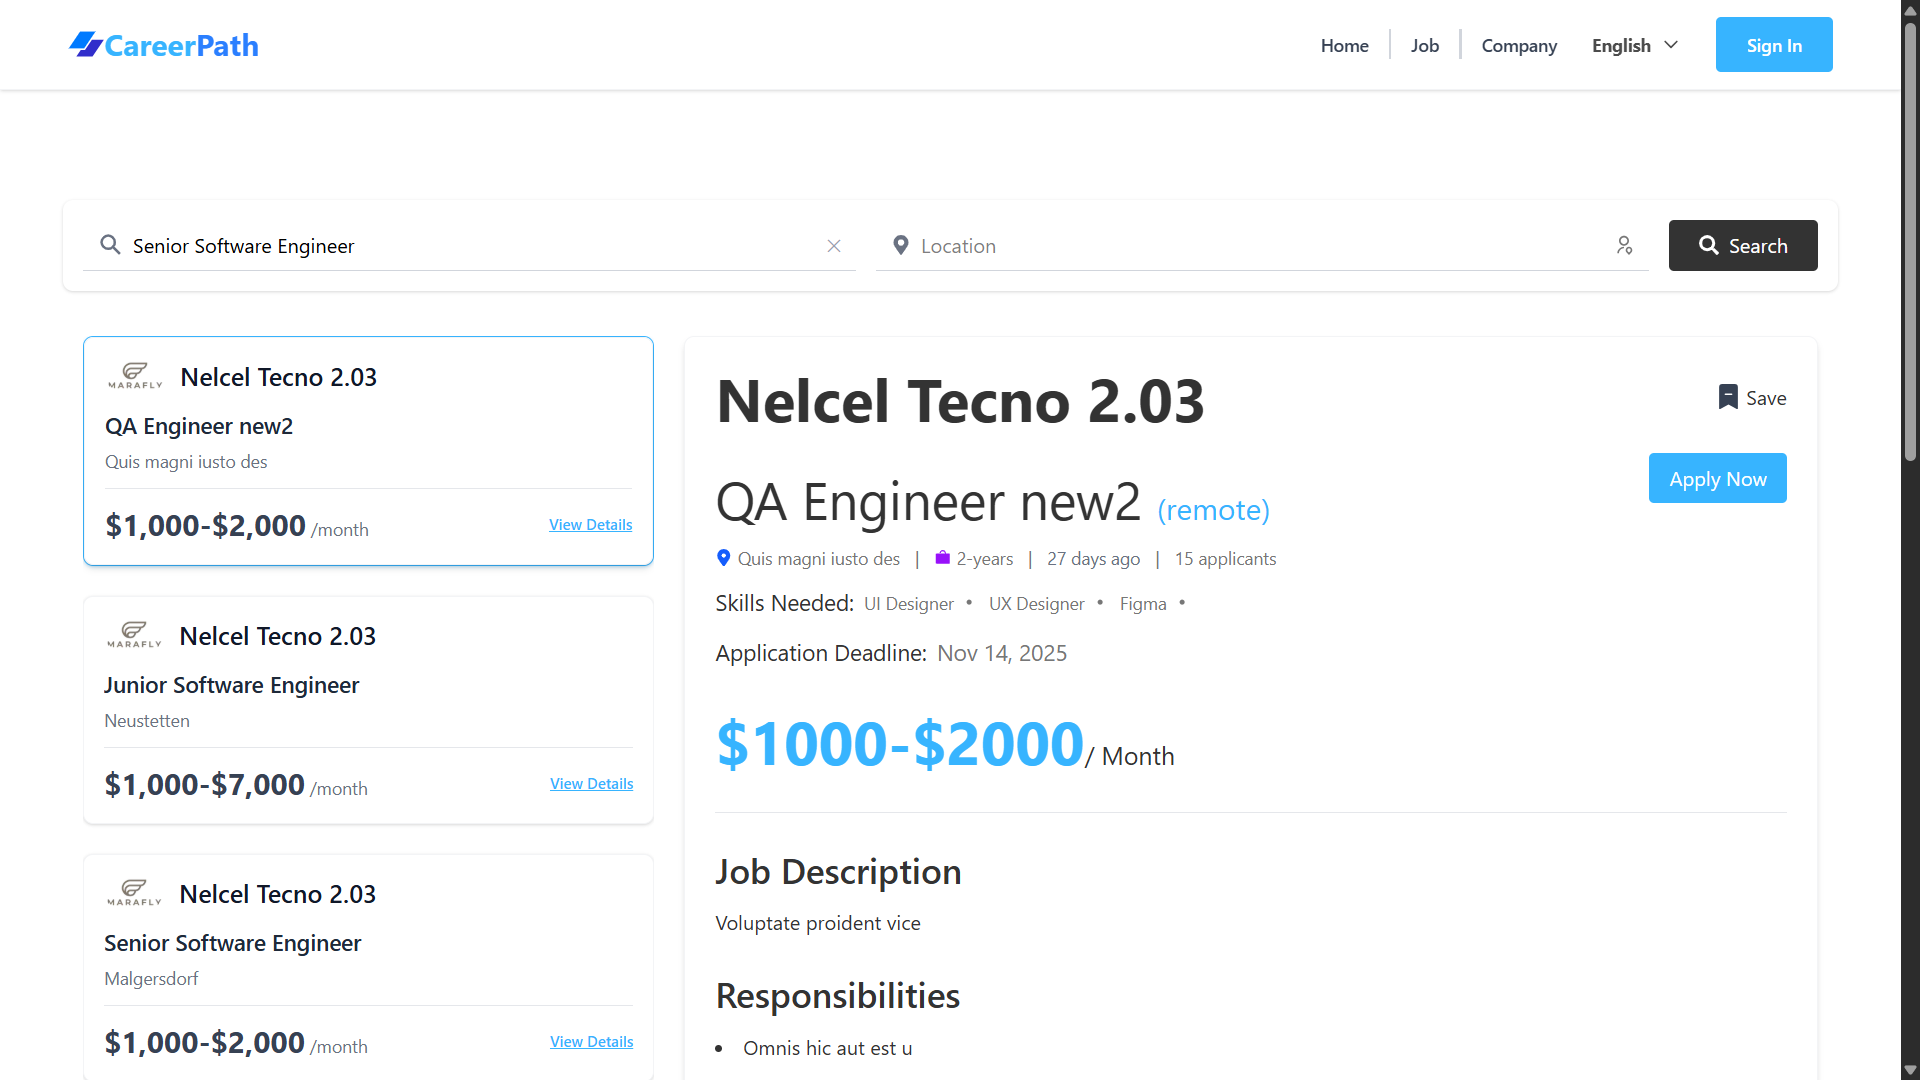 CareerPath
Home
Job
Company
English
Sign In
Senior Software Engineer
Location
Search
MARAFLY
Nelcel Tecno 2.03
QA Engineer new2
Quis magni iusto des
$1,000-$2,000 /month
View Details
MARAFLY
Nelcel Tecno 2.03
Junior Software Engineer
Neustetten
$1,000-$7,000 /month
View Details
MARAFLY
Nelcel Tecno 2.03
Senior Software Engineer
Malgersdorf
$1,000-$2,000 /month
View Details
Nelcel Tecno 2.03
Save
QA Engineer new2 (remote)
Apply Now
Quis magni iusto des | 2-years | 27 days ago | 15 applicants
Skills Needed: UI Designer • UX Designer • Figma •
Application Deadline: Nov 14, 2025
$1000-$2000/ Month
Job Description
Voluptate proident vice
Responsibilities
• Omnis hic aut est u